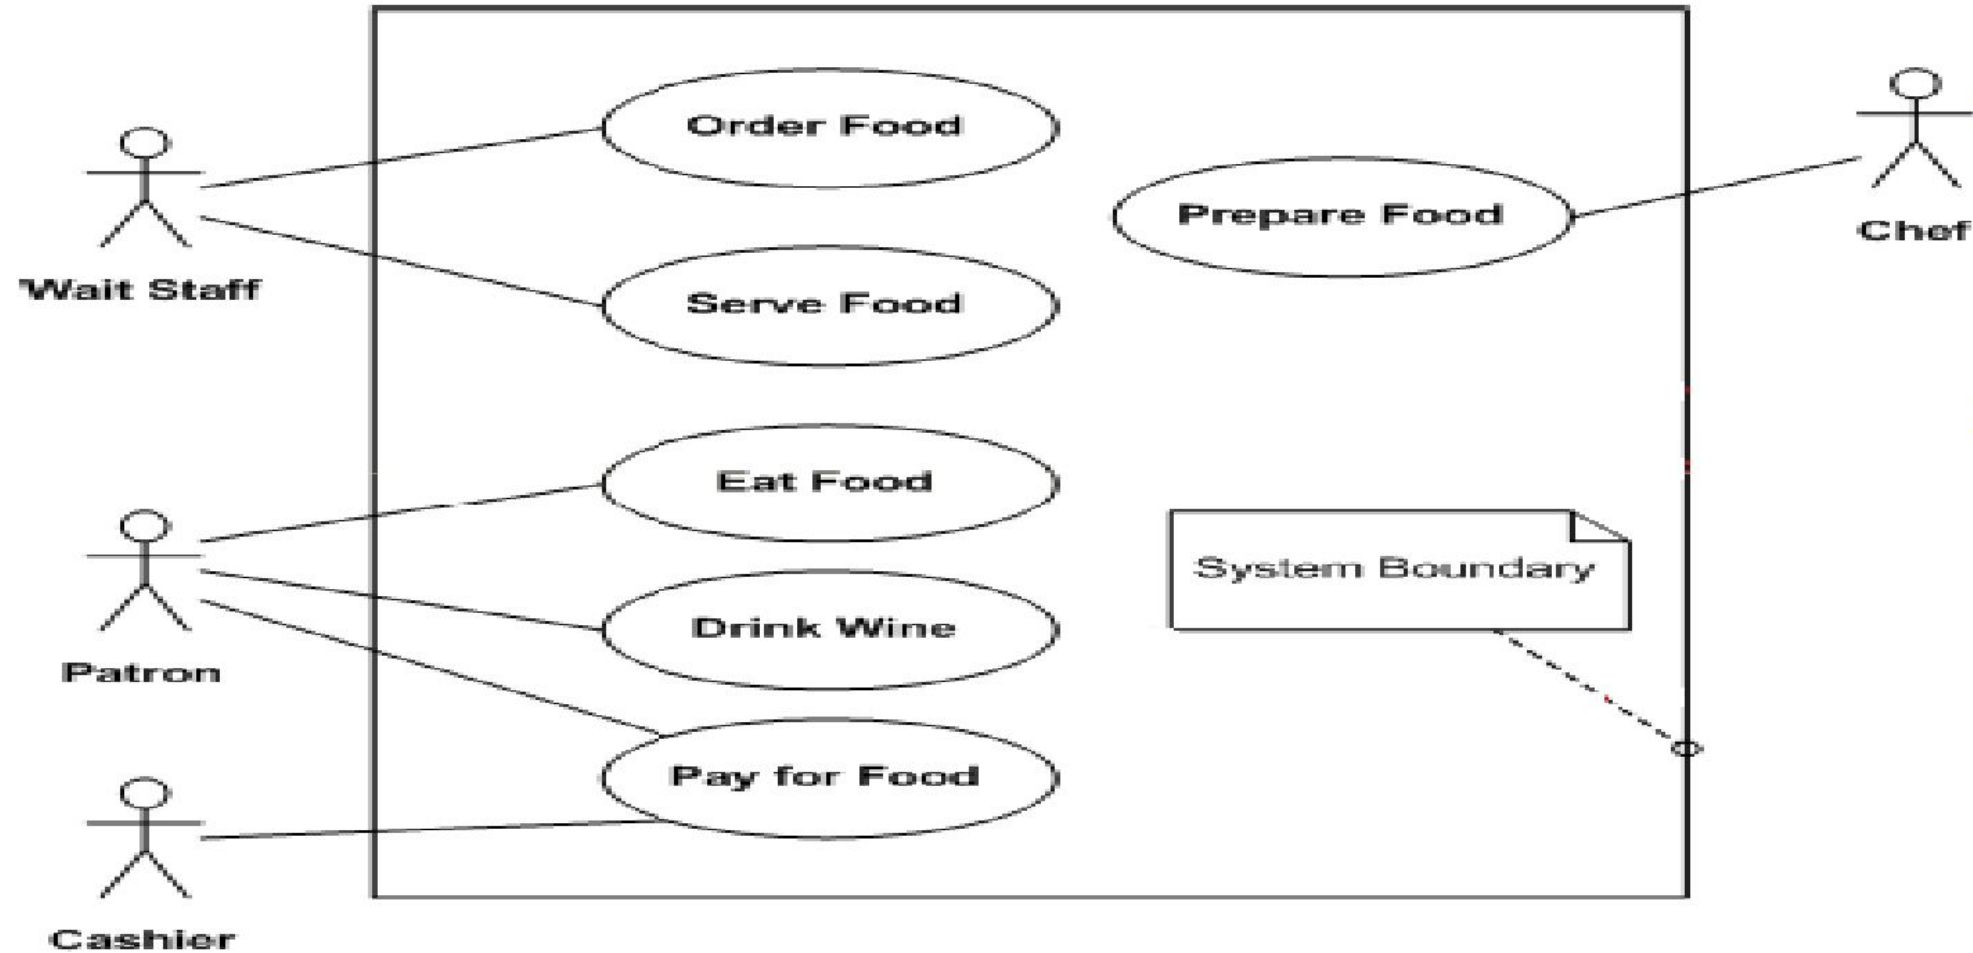 Order Food
Prepare Food
Chef
Wait Staff
Serve Food
Eat Food
System Boundary
Drink Wine
Patron
Pay for Food
Cashier